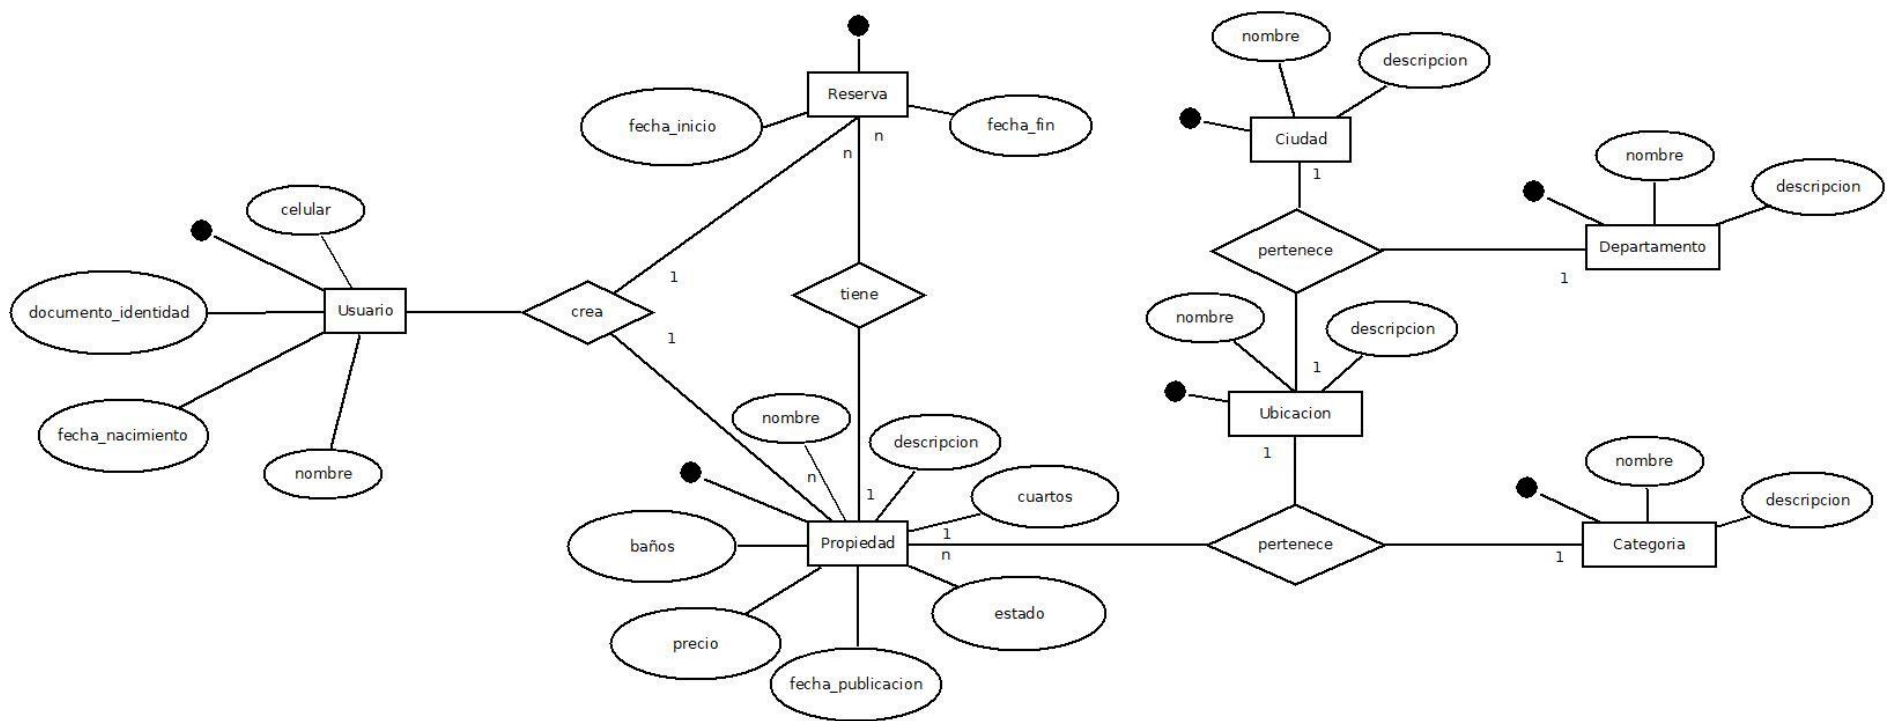 nombre
descripcion
Reserva
fecha_inicio
fecha_fin
n
n
Ciudad
1
nombre
descripcion
Departamento
1
pertenece
celular
documento_identidad
Usuario
fecha_nacimiento
nombre
crea
1
1
tiene
nombre
descripcion
1
Ubicacion
1
nombre
descripcion
n
1
cuartos
baños
Propiedad
1
n
precio
fecha_publicacion
estado
pertenece
nombre
descripcion
1
Categoria